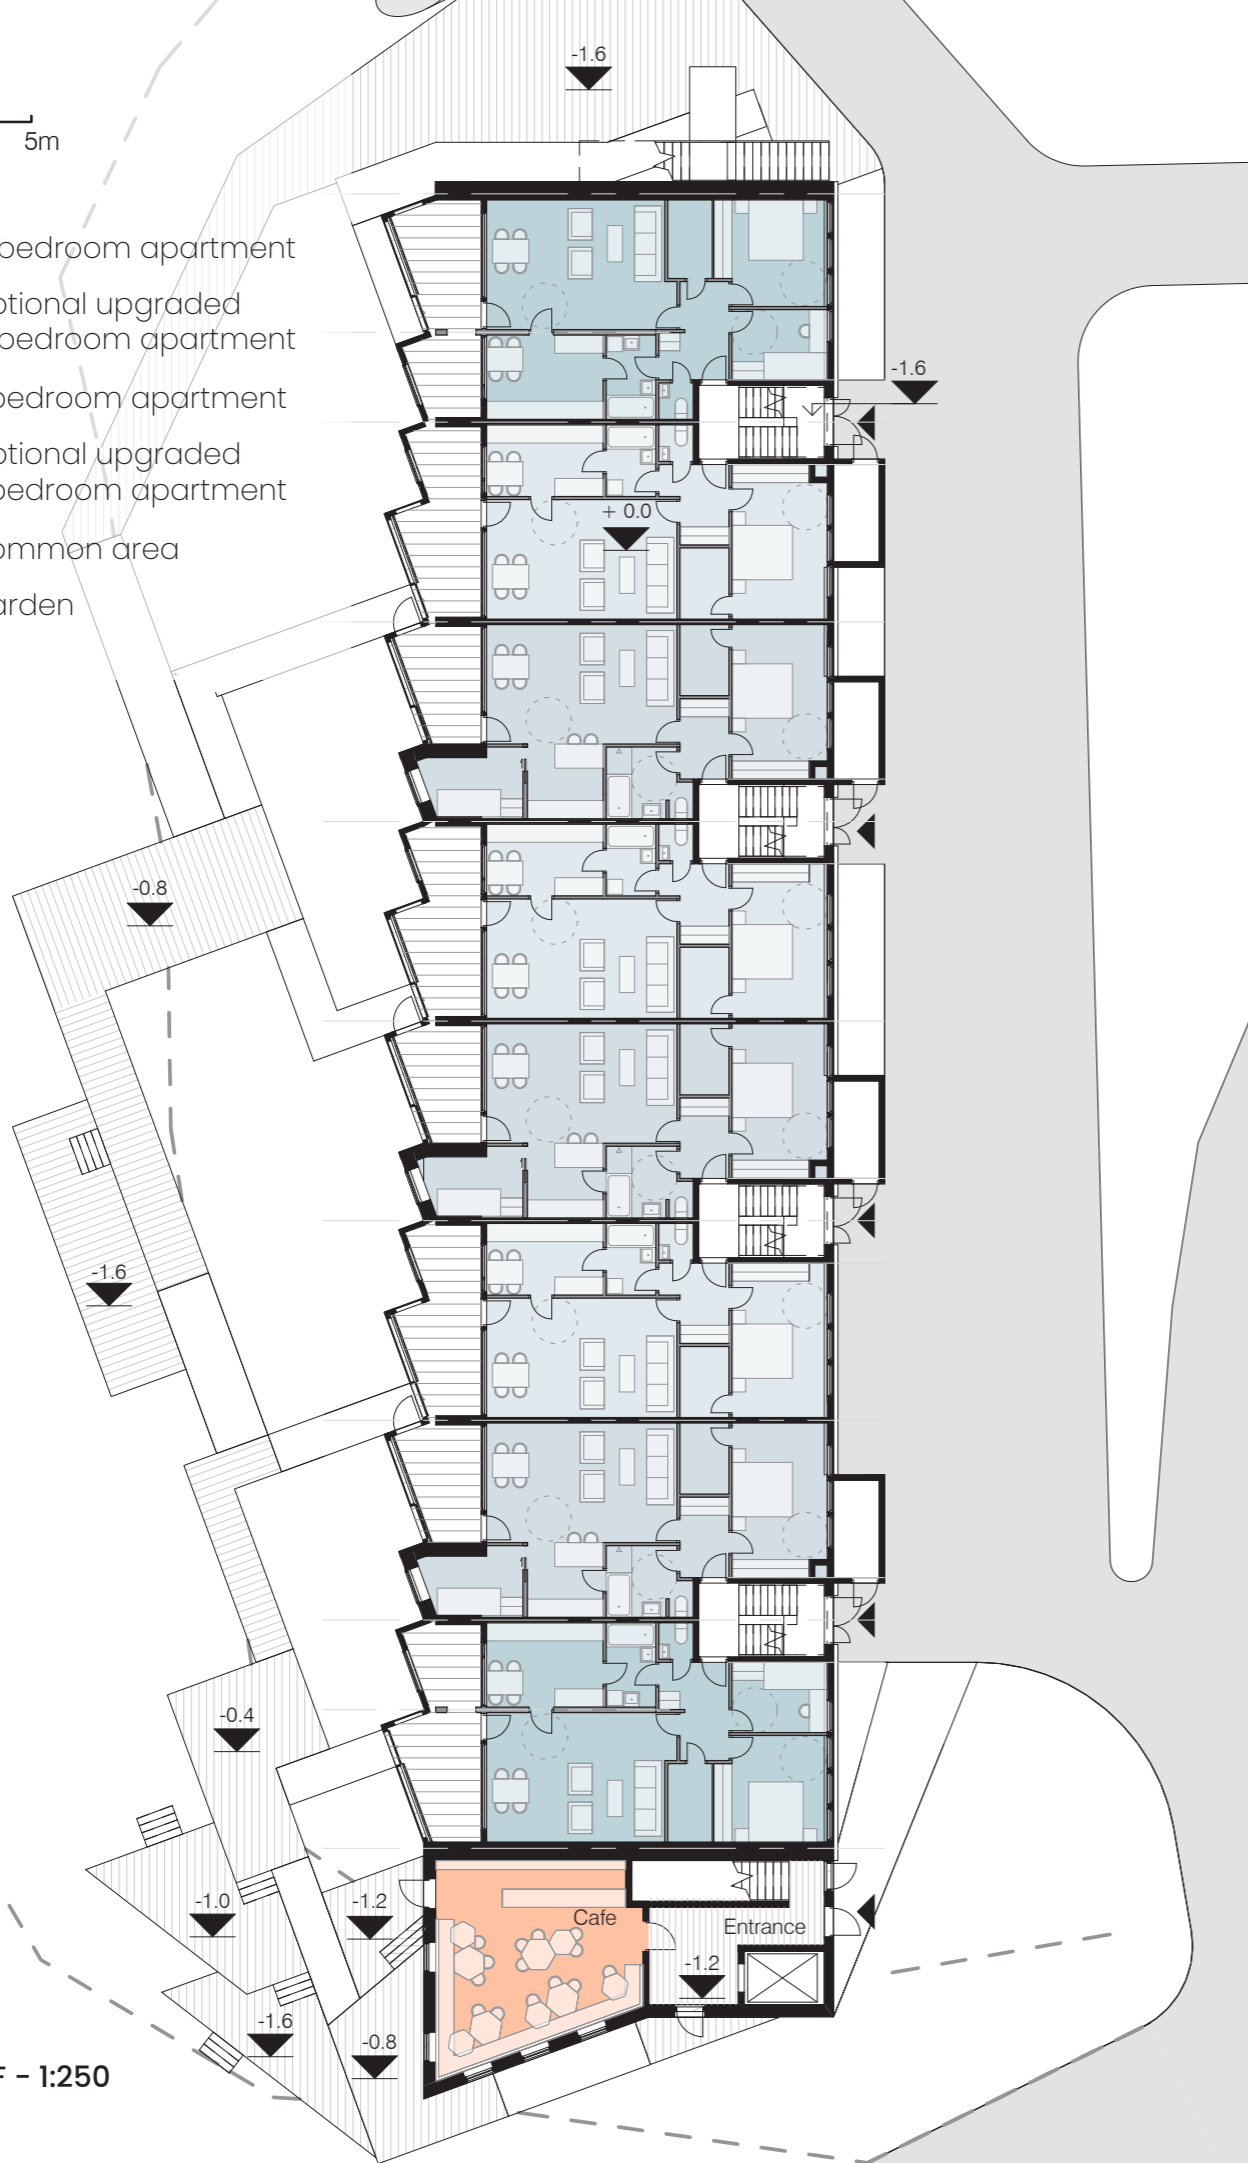 -1.6
5m
bedroom apartment
ptional upgraded
bedroom apartment
-1.6
bedroom apartment
ptional upgraded
bedroom apartment
+ 0.0
ommon area
arden
-0.8
-1.6
-0.4
-1.0
-1.2
Cafe
Entrance
-1.2
-1.6
-0.8
F - 1:250